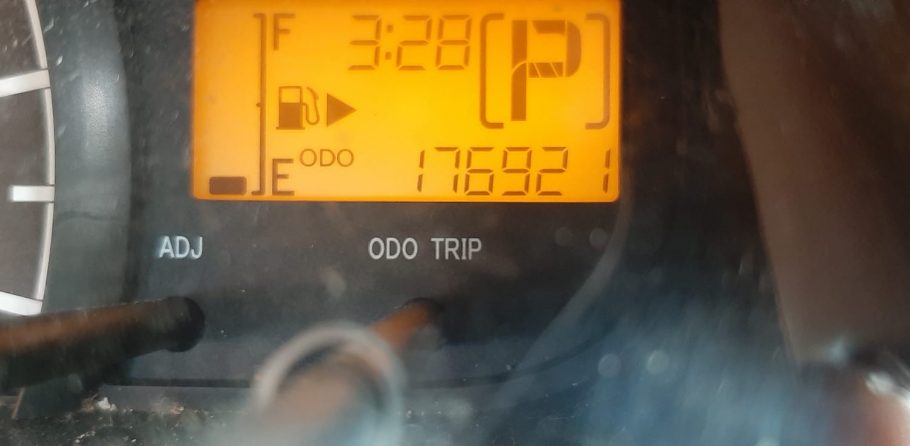 F 3:28 P
E ODO 176921
ADJ ODO TRIP